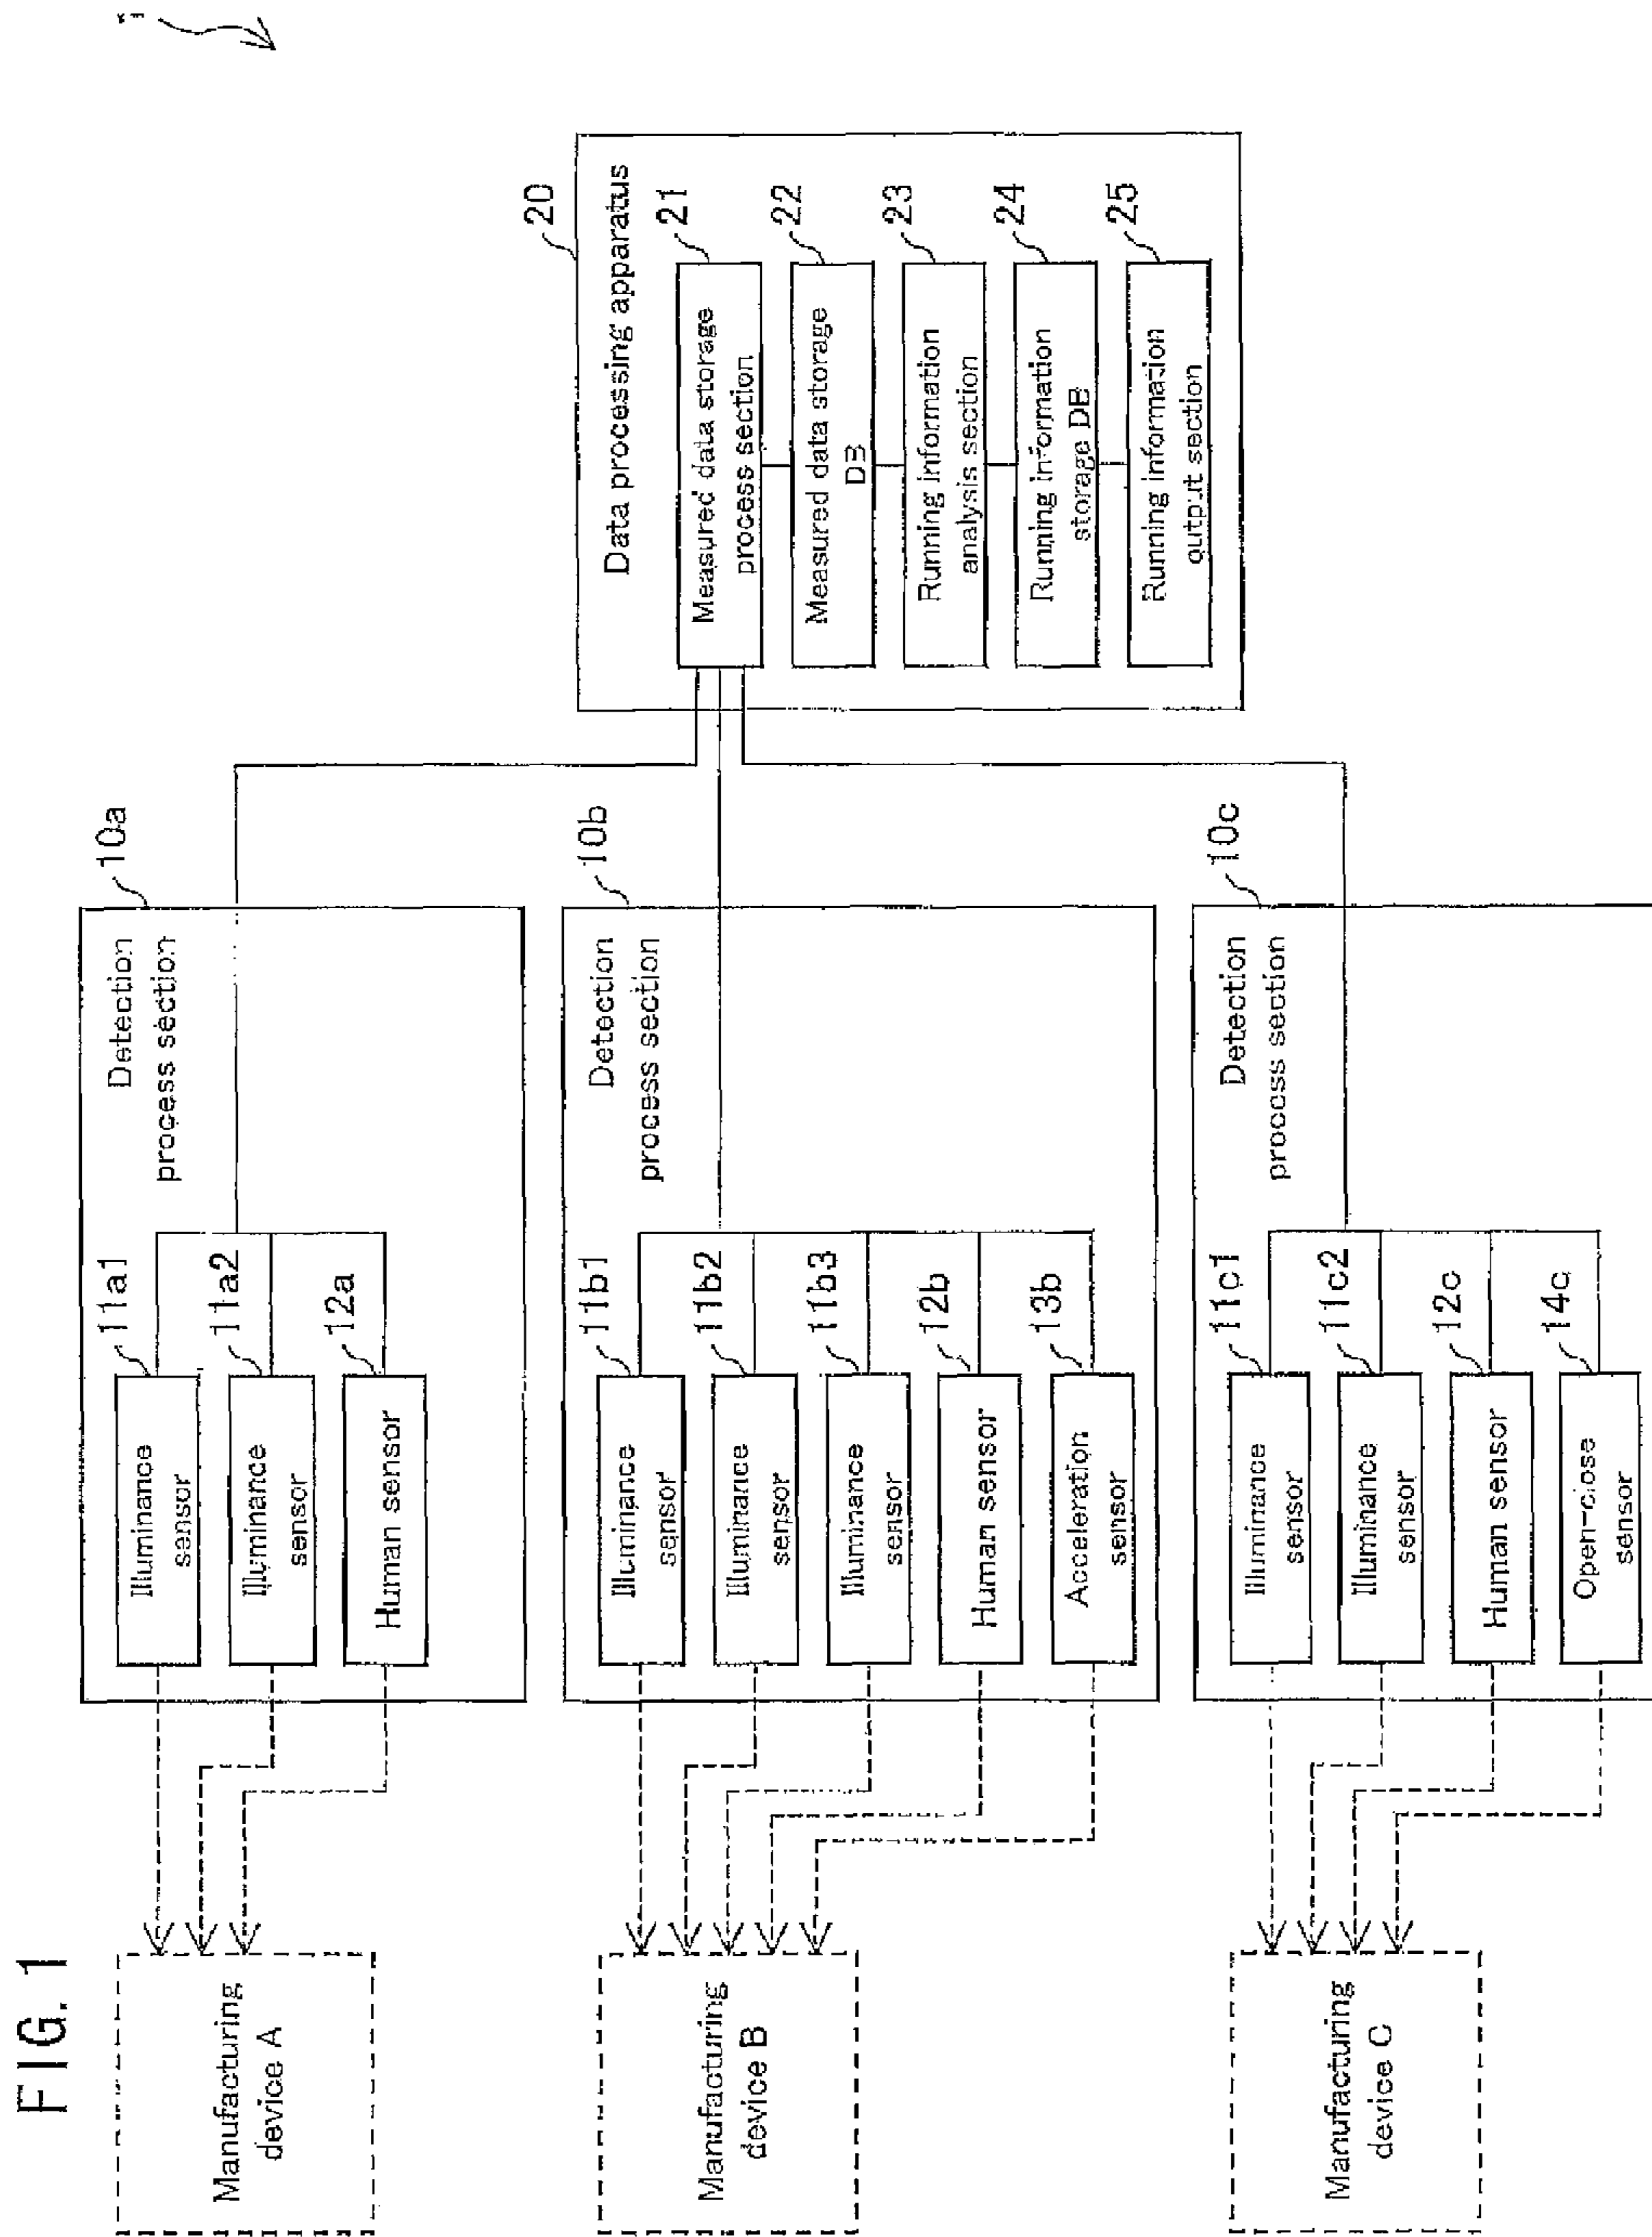 FIG. 1
Manufacturing
device A
Manufacturing
device B
Manufacturing
device C
10a
Detection
process section
11a1
Illuminance
sensor
11a2
Illuminance
sensor
12a
Human sensor
10b
Detection
process section
11b1
Illuminance
sensor
11b2
Illuminance
sensor
11b3
Illuminance
sensor
12b
Human sensor
13b
Acceleration
sensor
10c
Detection
process section
11c1
Illuminance
sensor
11c2
Illuminance
sensor
12c
Human sensor
14c
Open-close
sensor
20
Data processing apparatus
21
Measured data storage
process section
22
Measured data storage
DB
23
Running information
analysis section
24
Running information
storage DB
25
Running information
output section